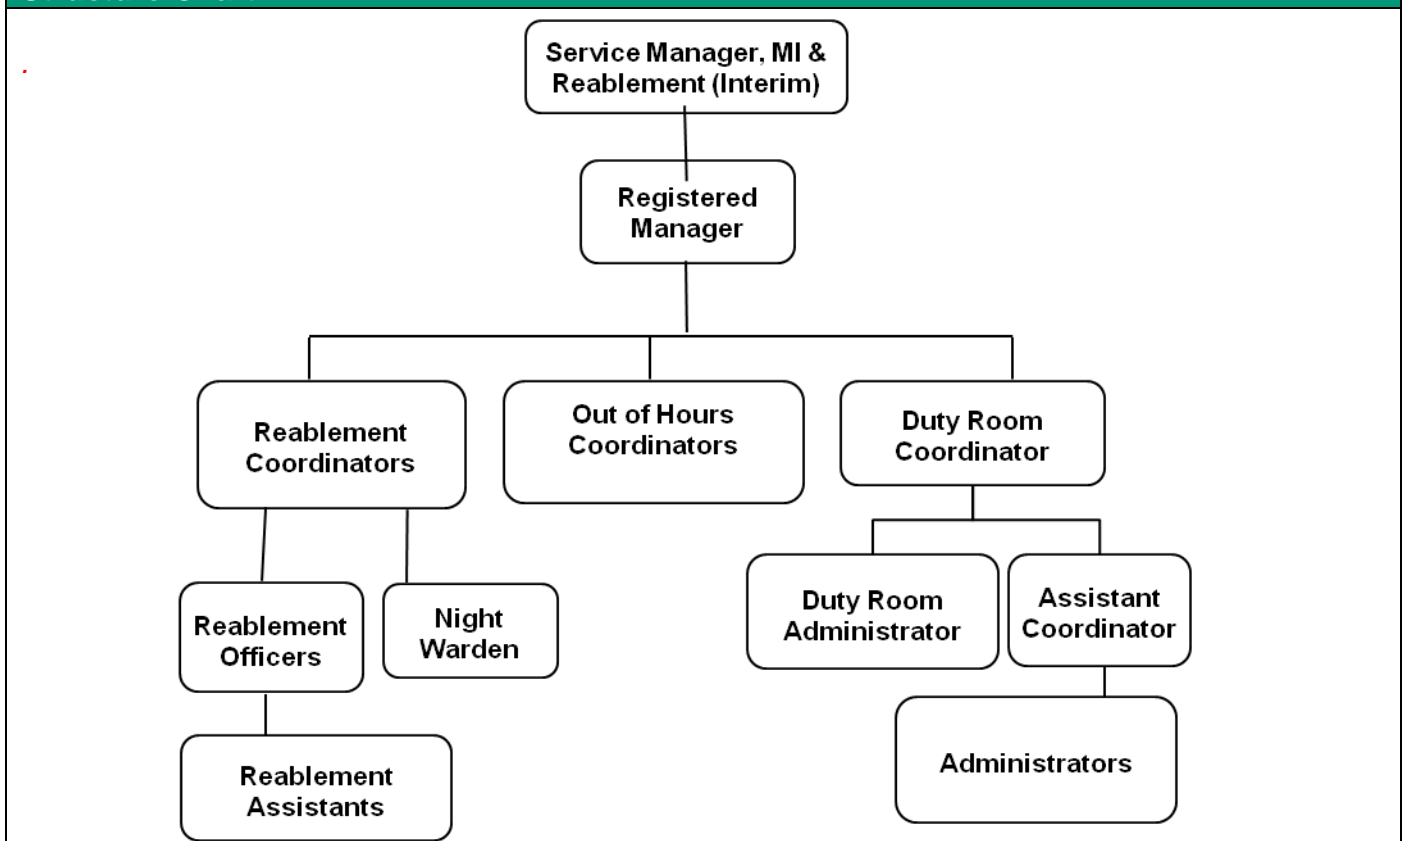 Service Manager, MI &
Reablement (Interim)
Registered
Manager
Reablement
Coordinators
Out of Hours
Coordinators
Duty Room
Coordinator
Reablement
Officers
Night
Warden
Duty Room
Administrator
Assistant
Coordinator
Reablement
Assistants
Administrators